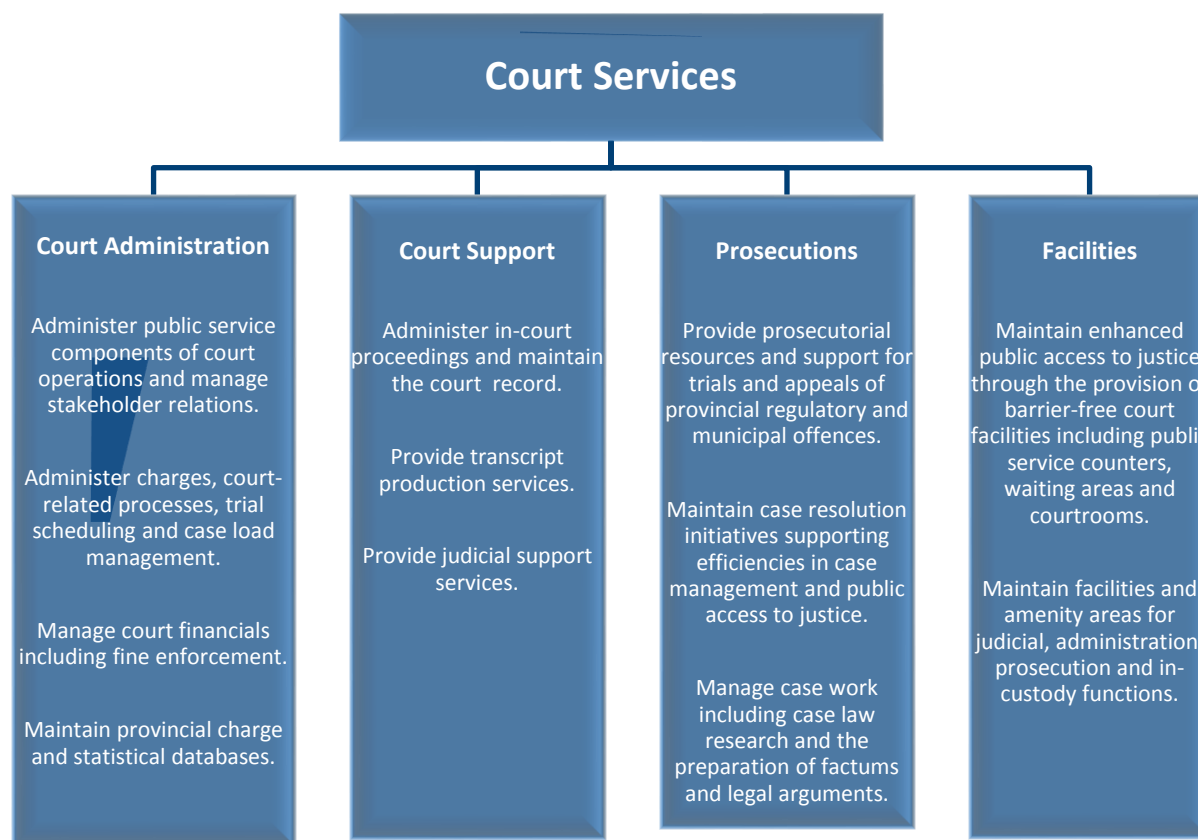 Court Services
Court Administration
Administer public service
components of court
operations and manage
stakeholder relations.
Administer charges, court-
related processes, trial
scheduling and case load
management.
Manage court financials
including fine enforcement.
Maintain provincial charge
and statistical databases.
Court Support
Administer in-court
proceedings and maintain
the court record.
Provide transcript
production services.
Provide judicial support
services.
Prosecutions
Provide prosecutorial
resources and support for
trials and appeals of
provincial regulatory and
municipal offences.
Maintain case resolution
initiatives supporting
efficiencies in case
management and public
access to justice.
Manage case work
including case law
research and the
preparation of factums
and legal arguments.
Facilities
Maintain enhanced
public access to justice
through the provision of
barrier-free court
facilities including public
service counters,
waiting areas and
courtrooms.
Maintain facilities and
amenity areas for
judicial, administration
prosecution and in-
custody functions.